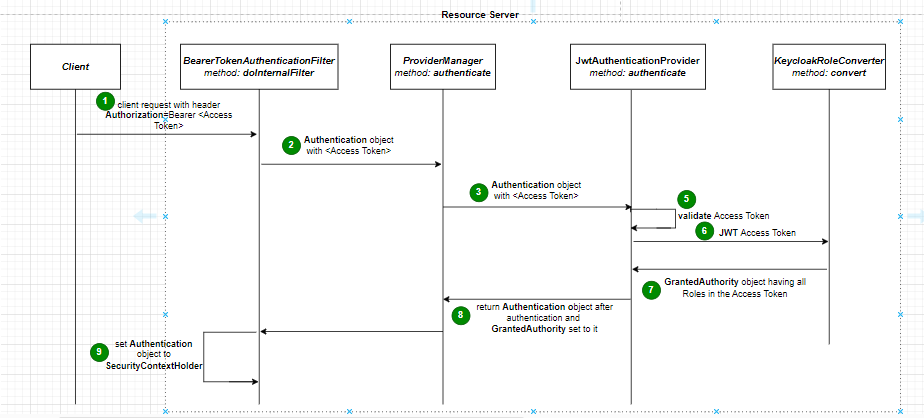 Resource Server
Client
BearerTokenAuthenticationFilter
method: doInternalFilter
ProviderManager
method: authenticate
JwtAuthenticationProvider
method: authenticate
KeycloakRoleConverter
method: convert
1
client request with header
Authorization=Bearer <Access
Token>
2
Authentication object
with <Access Token>
3
Authentication object
with <Access Token>
5
validate Access Token
6
JWT Access Token
7
GrantedAuthority object having all
Roles in the Access Token
8
return Authentication object after
authentication and
GrantedAuthority set to it
9
set Authentication
object to
SecurityContextHolder